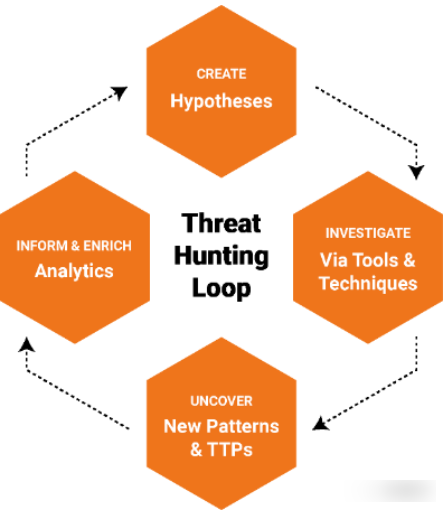 CREATE
Hypotheses
Threat
Hunting
Loop
INVESTIGATE
Via Tools &
Techniques
UNCOVER
New Patterns
& TTPs
INFORM & ENRICH
Analytics